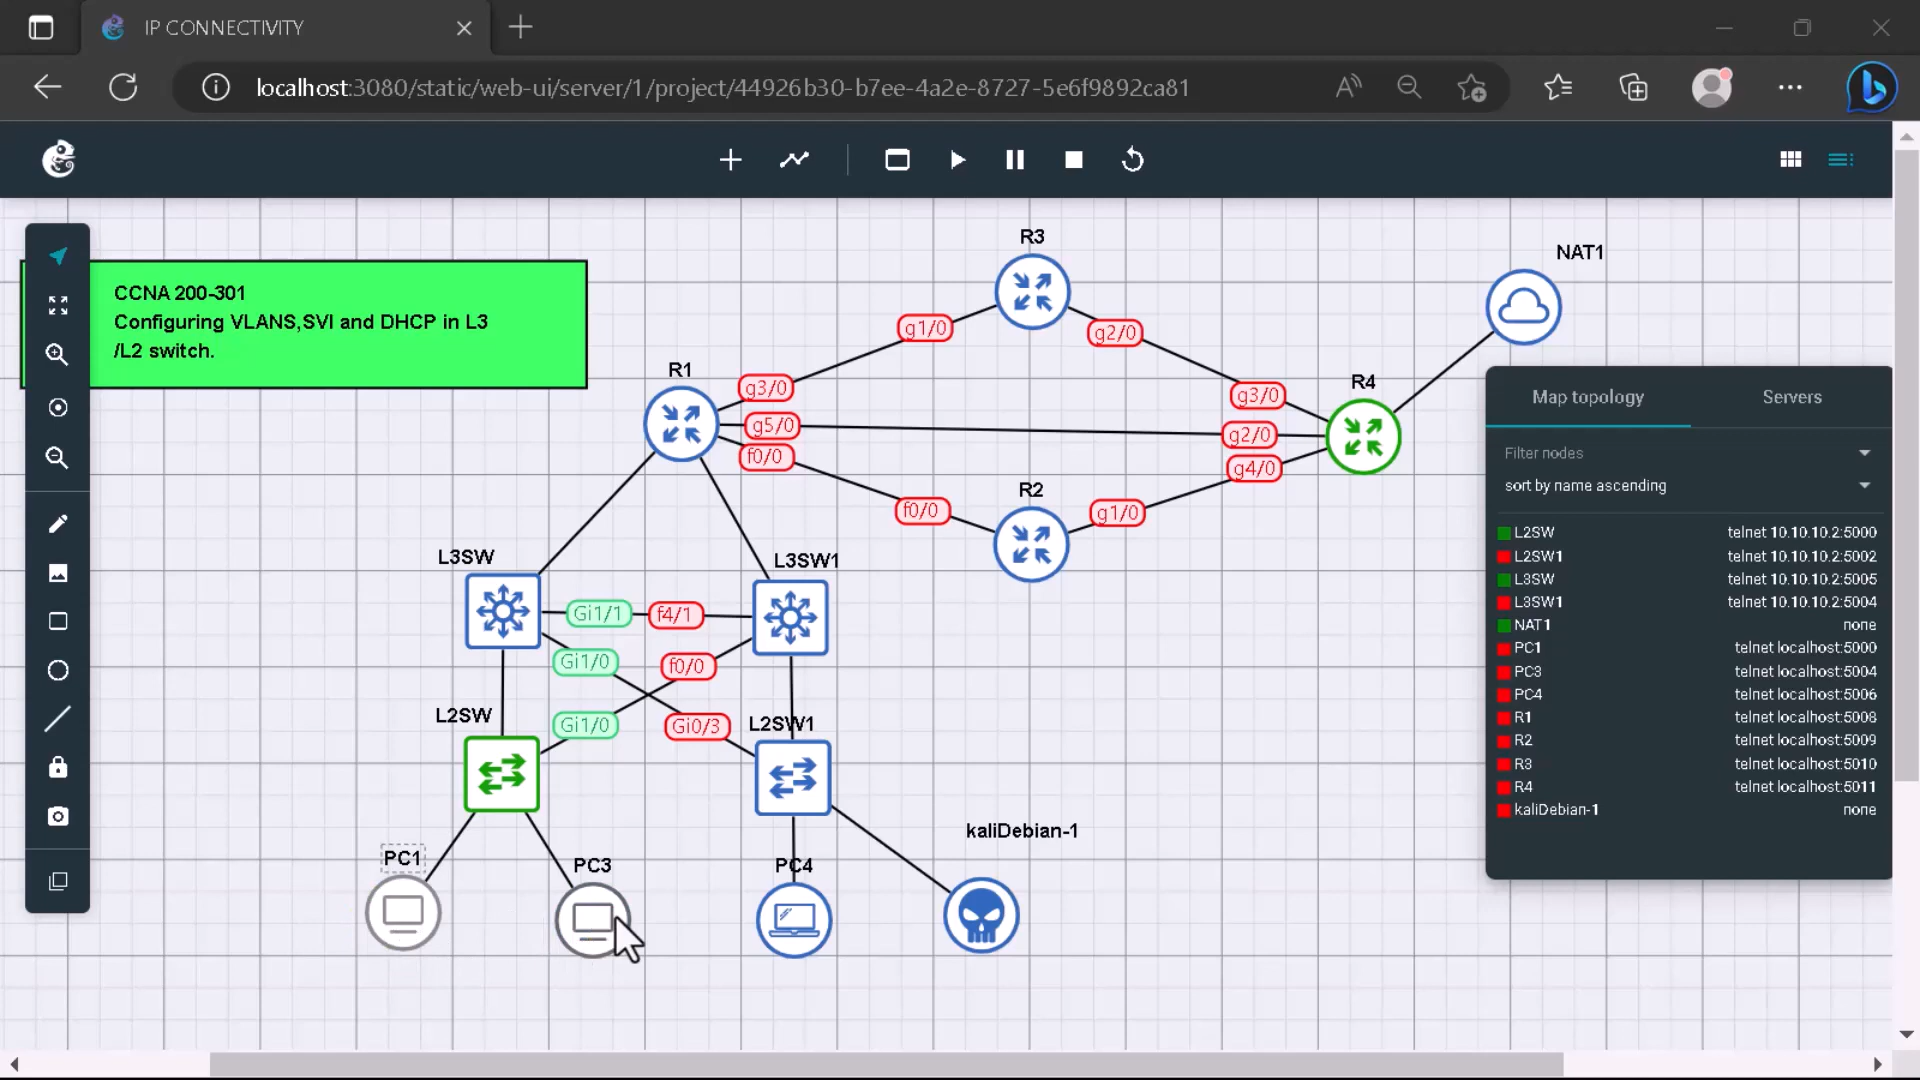 IP CONNECTIVITY
localhost:3080/static/web-ui/server/1/project/44926b30-b7ee-4a2e-8727-5e6f9892ca81
CCNA 200-301
Configuring VLANS,SVI and DHCP in L3
/L2 switch.
R3
NAT1
g1/0
g2/0
R1
g3/0
g3/0
R4
g5/0
g2/0
f0/0
g4/0
R2
f0/0
g1/0
L3SW
L3SW1
Gi1/1
f4/1
Gi1/0
f0/0
L2SW
Gi1/0
Gi0/3
L2SW1
PC1
PC3
PC4
kaliDebian-1
Map topology
Servers
Filter nodes
sort by name ascending
L2SW telnet 10.10.10.2:5000
L2SW1 telnet 10.10.10.2:5002
L3SW telnet 10.10.10.2:5005
L3SW1 telnet 10.10.10.2:5004
NAT1 none
PC1 telnet localhost:5000
PC3 telnet localhost:5004
PC4 telnet localhost:5006
R1 telnet localhost:5008
R2 telnet localhost:5009
R3 telnet localhost:5010
R4 telnet localhost:5011
kaliDebian-1 none